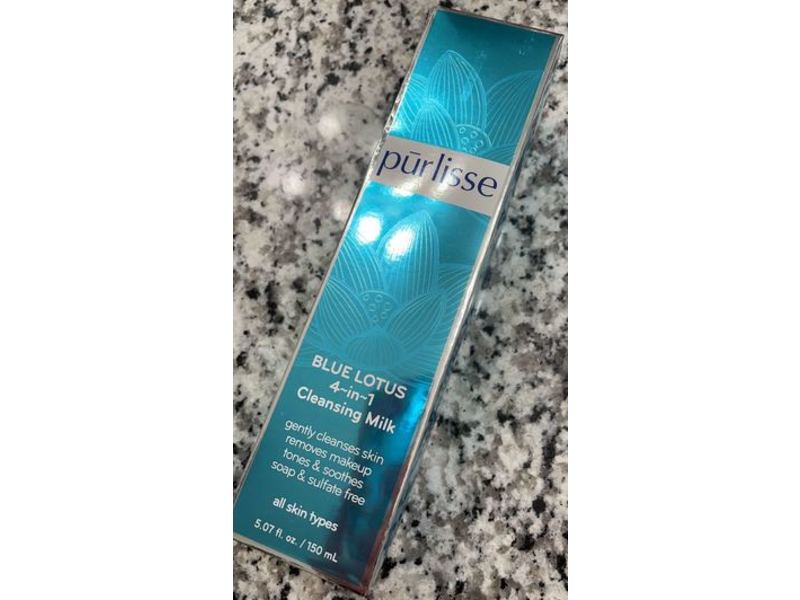 pūrlisse
BLUE LOTUS
4~in~1
Cleansing Milk
gently cleanses skin
removes makeup
tones & soothes
soap & sulfate free
all skin types
5.07 fl. oz. / 150 mL